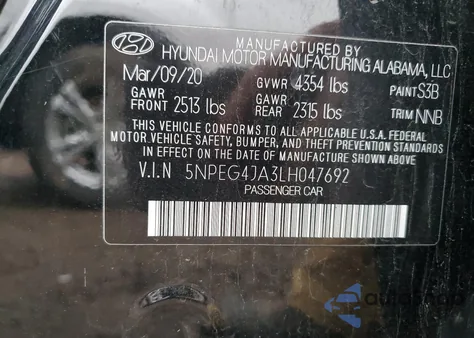 MANUFACTURED BY
HYUNDAI MOTOR MANUFACTURING ALABAMA, LLC
Mar/09/20 GVWR 4354 lbs PAINT S3B
GAWR FRONT 2513 lbs GAWR REAR 2315 lbs TRIM NNB
THIS VEHICLE CONFORMS TO ALL APPLICABLE U.S.A. FEDERAL
MOTOR VEHICLE SAFETY, BUMPER, AND THEFT PREVENTION STANDARDS
IN EFFECT ON THE DATE OF MANUFACTURE SHOWN ABOVE.
V.I.N 5NPEG4JA3LH047692
PASSENGER CAR